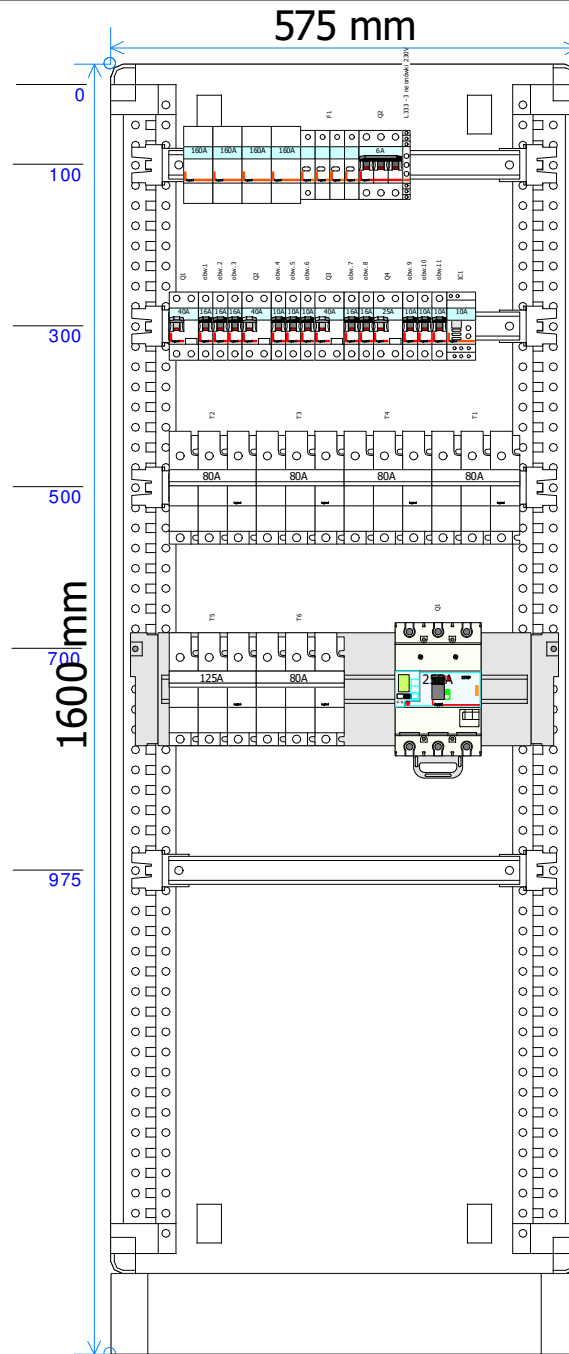 575 mm
0
F1
Q2
L333 -3 neonówki 230V
160A 160A 160A 160A 6A
100
Q1 obw.1 obw.2 obw.3 Q2 obw.4 obw.5 obw.6 Q3 obw.7 obw.8 Q4 obw.9 obw.10 obw.11 IC1
40A 16A 16A 16A 40A 10A 10A 10A 40A 16A 16A 25A 10A 10A 10A 10A
300
T2 T3 T4 T1
80A 80A 80A 80A
500
T5 T6 Q1
125A 80A 250A
700
1600 mm
975